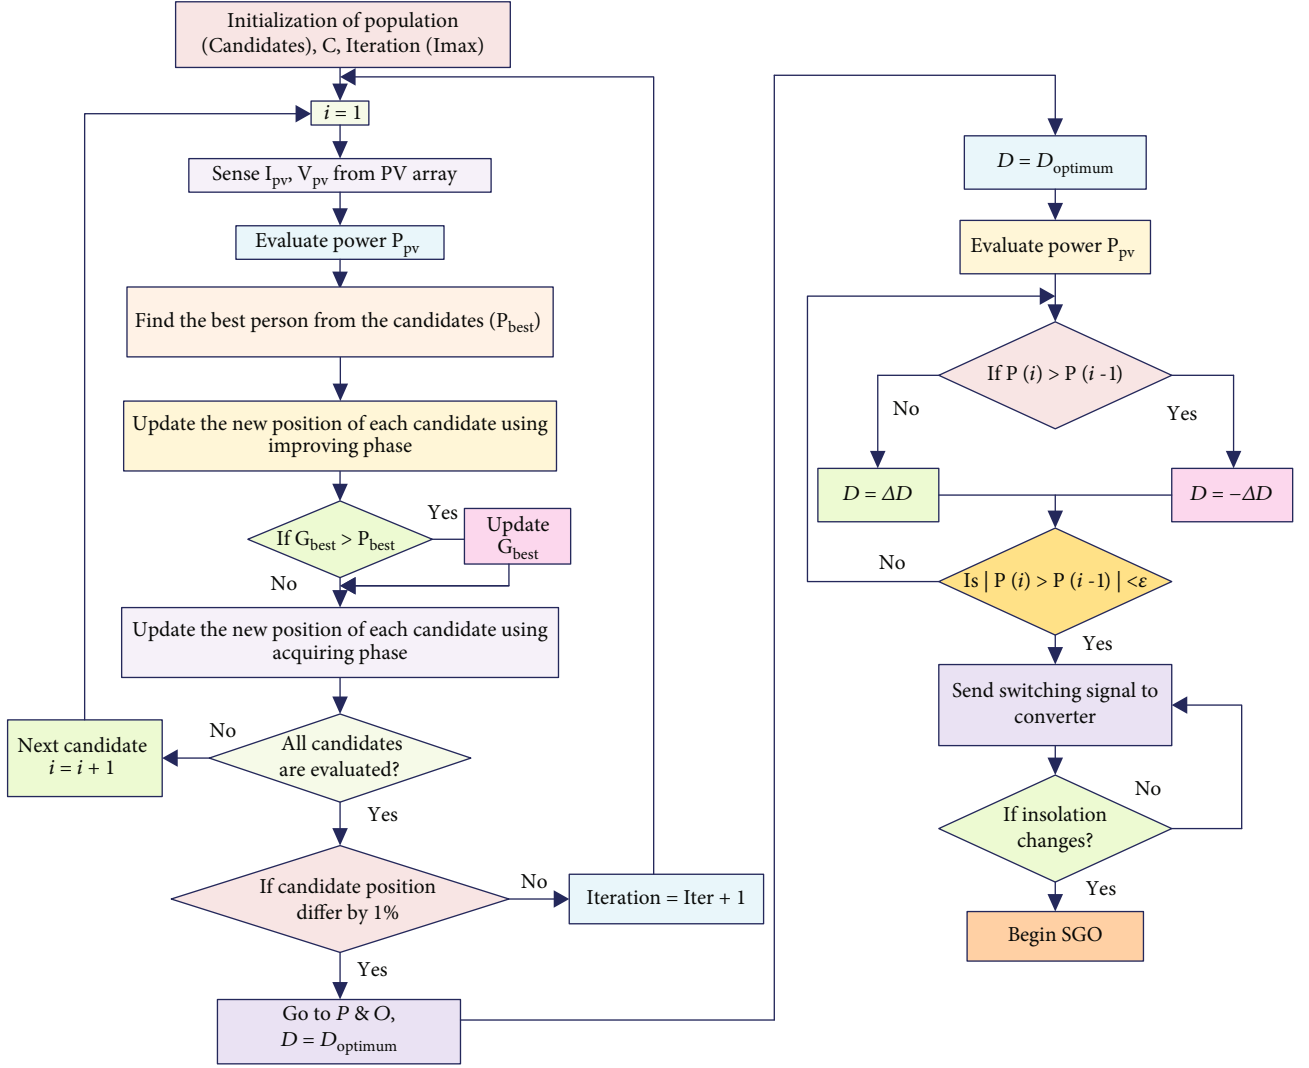 Initialization of population
(Candidates), C, Iteration (Imax)
i = 1
Sense Ipv, Vpv from PV array
Evaluate power Ppv
Find the best person from the candidates (Pbest)
Update the new position of each candidate using
improving phase
If Gbest > Pbest
Yes
Update
Gbest
No
Update the new position of each candidate using
acquiring phase
All candidates
are evaluated?
No
Next candidate
i = i + 1
Yes
If candidate position
differ by 1%
No
Iteration = Iter + 1
Yes
Go to P & O,
D = Doptimum
D = Doptimum
Evaluate power Ppv
If P (i) > P (i -1)
No
Yes
D = ΔD
D = −ΔD
Is | P (i) > P (i -1) | <ε
No
Yes
Send switching signal to
converter
If insolation
changes?
No
Yes
Begin SGO